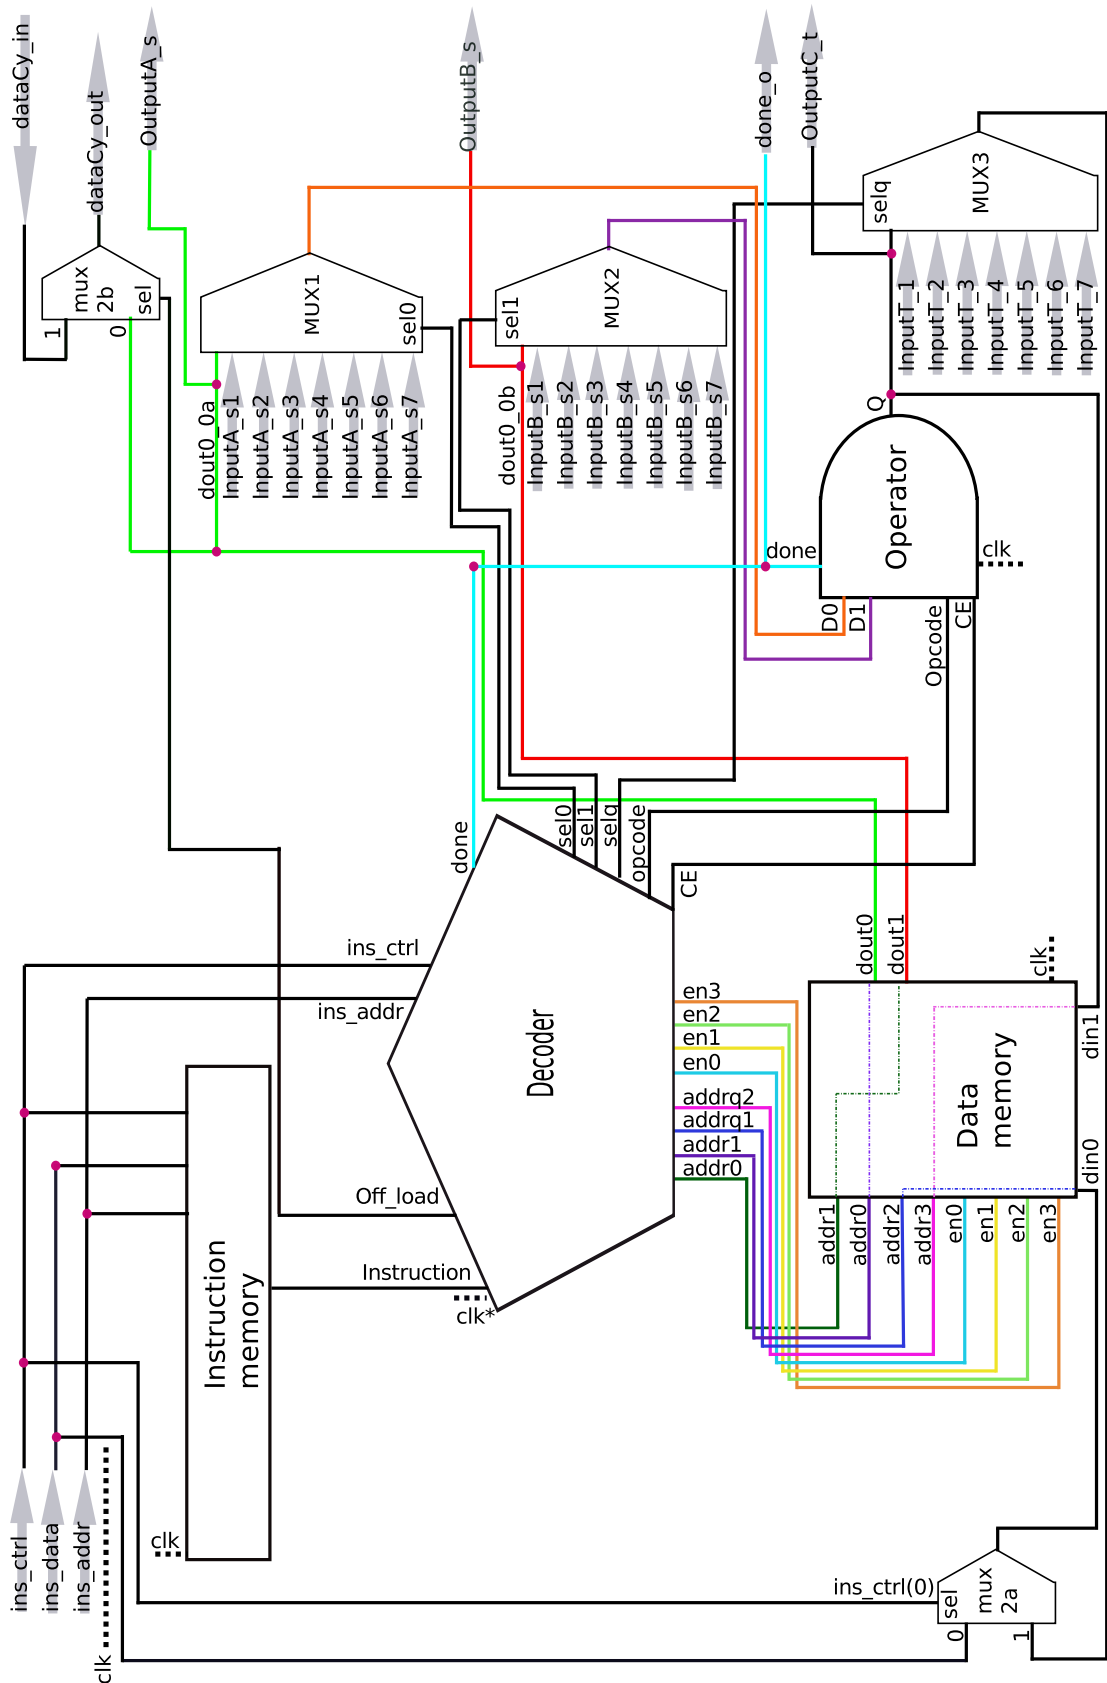 dataCy_in
dataCy_out
OutputA_s
OutputB_s
done_o
OutputC_t
mux
2b
sel
1
0
MUX1
sel0
MUX2
sel1
MUX3
selq
dout0_0a
InputA_s1
InputA_s2
InputA_s3
InputA_s4
InputA_s5
InputA_s6
InputA_s7
dout0_0b
InputB_s1
InputB_s2
InputB_s3
InputB_s4
InputB_s5
InputB_s6
InputB_s7
InputT_1
InputT_2
InputT_3
InputT_4
InputT_5
InputT_6
InputT_7
Q
Operator
done
clk
D0
D1
Opcode
CE
done
sel0
sel1
selq
opcode
CE
ins_ctrl
ins_addr
Decoder
Off_load
Instruction
clk*
en3
en2
en1
en0
addrq2
addrq1
addr1
addr0
dout0
dout1
clk
Data
memory
din1
din0
addr1
addr0
addr2
addr3
en0
en1
en2
en3
Instruction
memory
clk
ins_ctrl
ins_data
ins_addr
clk
ins_ctrl(0)
sel
mux
2a
0
1